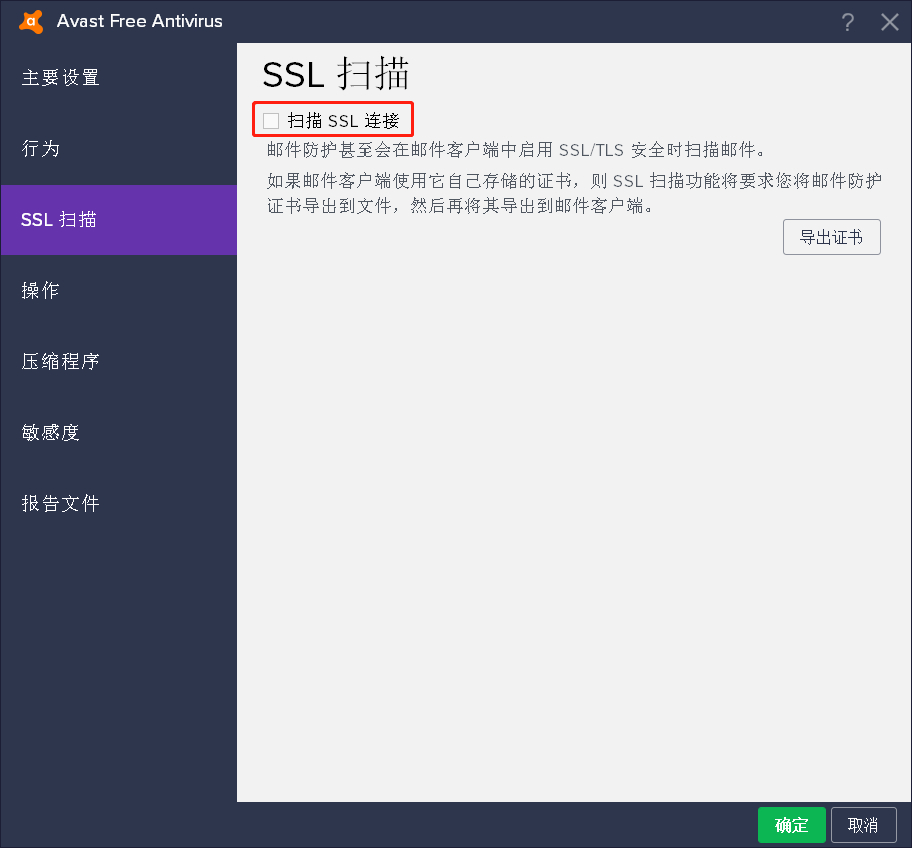 Avast Free Antivirus
?
主要设置
行为
SSL 扫描
操作
压缩程序
敏感度
报告文件
SSL 扫描
扫描 SSL 连接
邮件防护甚至会在邮件客户端中启用 SSL/TLS 安全时扫描邮件。
如果邮件客户端使用它自己存储的证书，则 SSL 扫描功能将要求您将邮件防护
证书导出到文件，然后再将其导出到邮件客户端。
导出证书
确定
取消